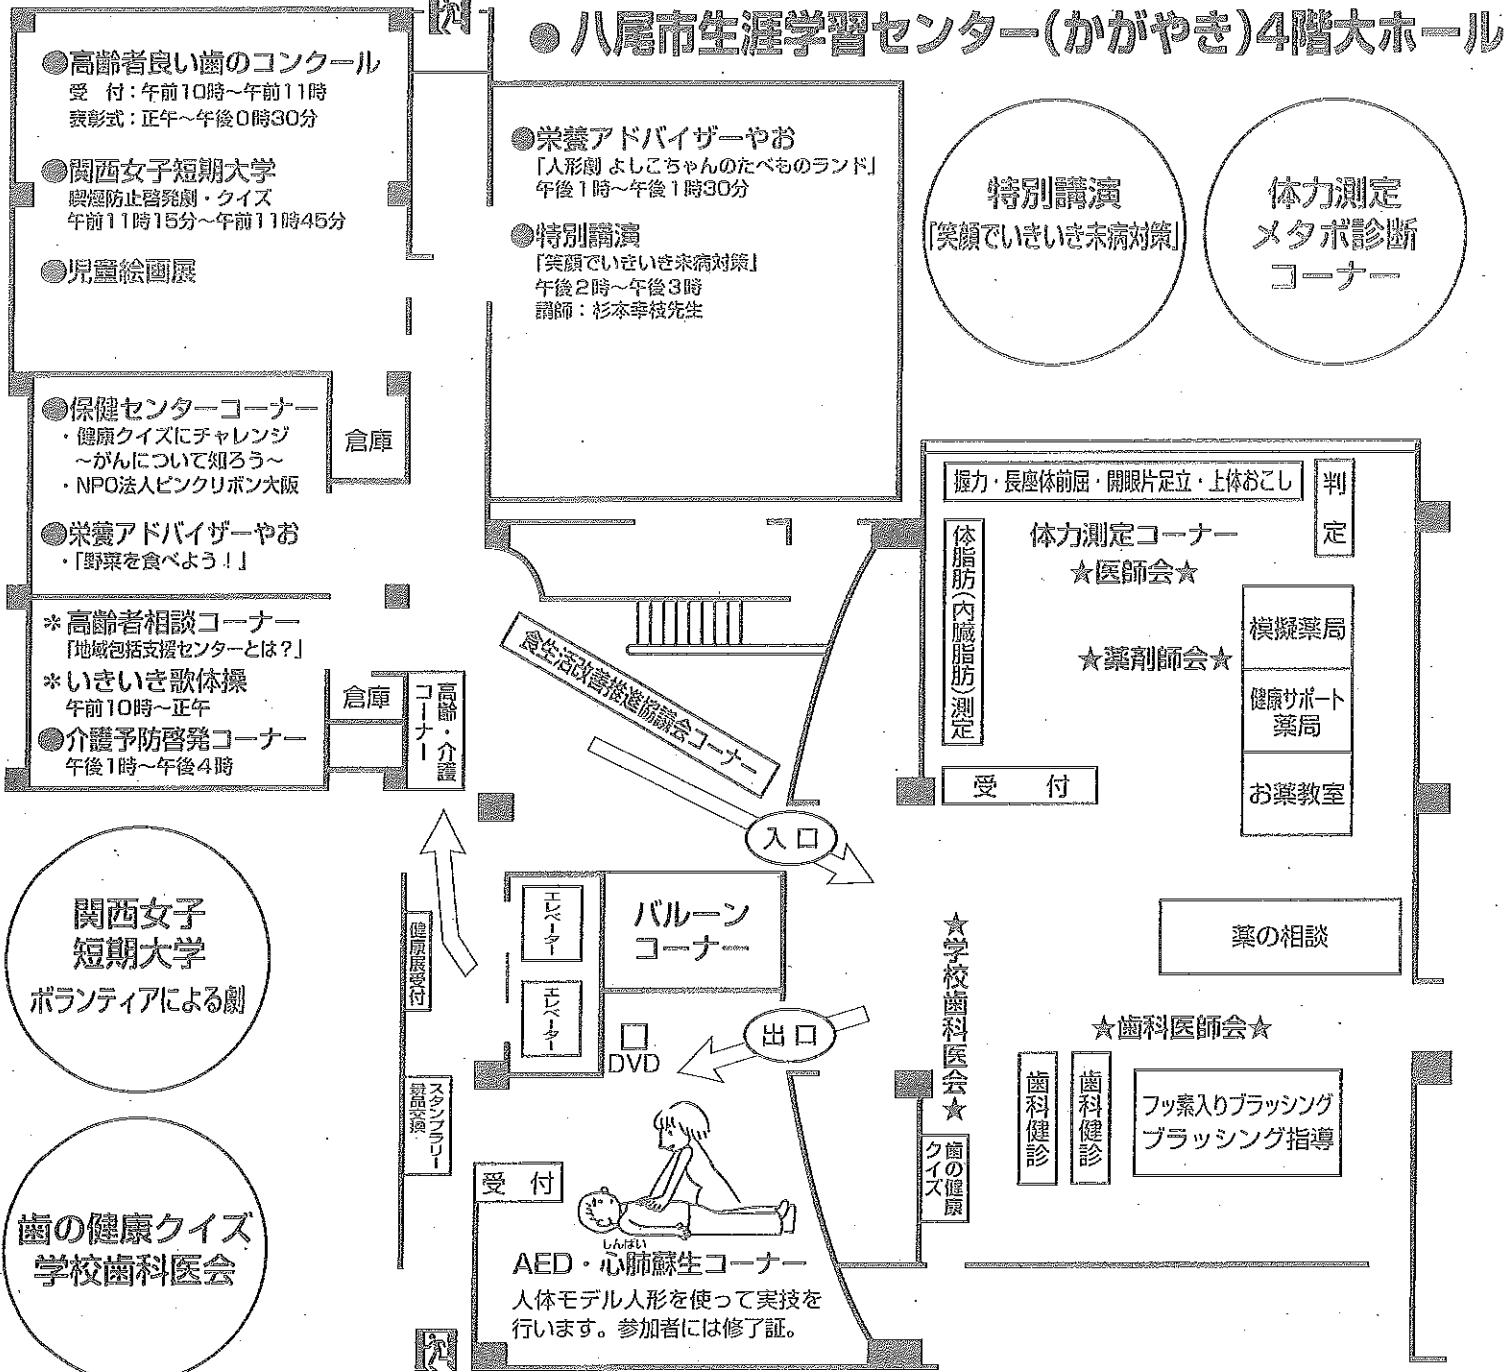 ●八尾市生涯学習センター(かがやき)4階大ホール
●高齢者良い歯のコンクール
受 付：午前10時～午前11時
表彰式：正午～午後0時30分
●関西女子短期大学
喫煙防止啓発劇・クイズ
午前11時15分～午前11時45分
●児童絵画展
●栄養アドバイザーやお
「人形劇 よしこちゃんのたべものランド」
午後1時～午後1時30分
●特別講演
「笑顔でいきいき未病対策」
午後2時～午後3時
講師：杉本幸枝先生
特別講演
「笑顔でいきいき未病対策」
体力測定
メタボ診断
コーナー
●保健センターコーナー
・健康クイズにチャレンジ
～がんについて知ろう～
・NPO法人ピンクリボン大阪
倉庫
●栄養アドバイザーやお
・「野菜を食べよう！」
＊高齢者相談コーナー
「地域包括支援センターとは？」
＊いきいき歌体操
午前10時～正午
●介護予防啓発コーナー
午後1時～午後4時
倉庫
高齢・介護
コーナー
食生活改善推進協議会コーナー
握力・長座体前屈・開眼片足立・上体おこし
判定
体脂肪(内臓脂肪)測定
体力測定コーナー
★医師会★
★薬剤師会★
模擬薬局
健康サポート
薬局
お薬教室
受 付
入口
関西女子
短期大学
ボランティアによる劇
健康展受付
エレベーター
エレベーター
バルーン
コーナー
DVD
出口
★学校歯科医会★
薬の相談
★歯科医師会★
歯科健診
歯科健診
フッ素入りブラッシング
ブラッシング指導
歯の健康
クイズ
スタンプラリー
景品交換
歯の健康クイズ
学校歯科医会
受 付
しんぱい
AED・心肺蘇生コーナー
人体モデル人形を使って実技を
行います。参加者には修了証。